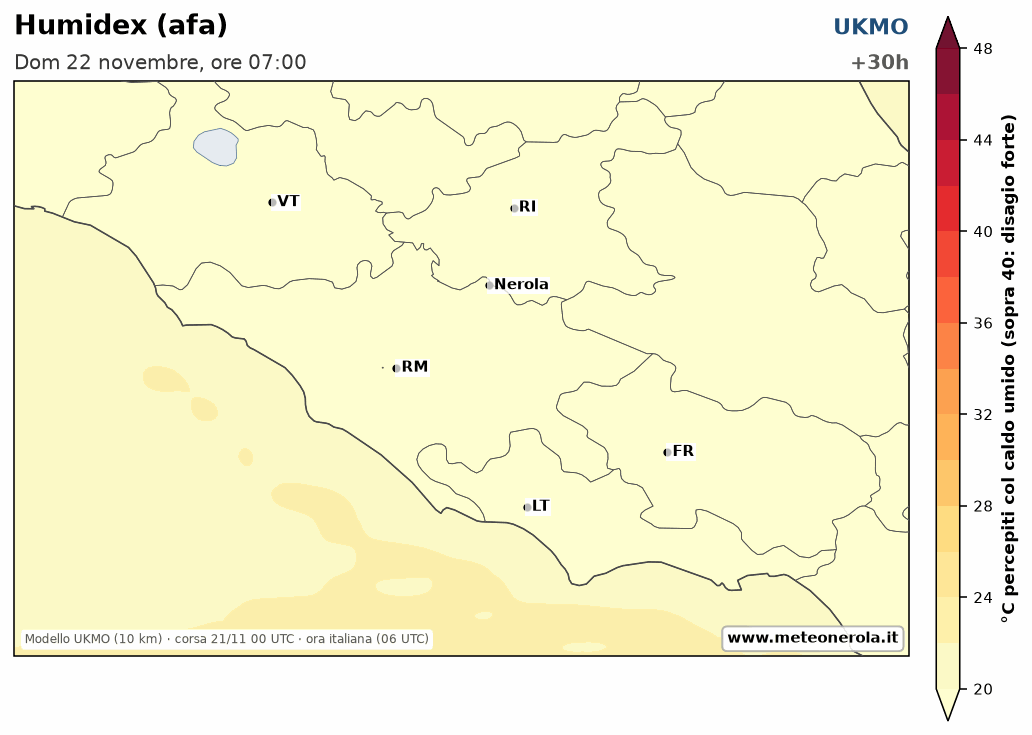 Humidex (afa)
UKMO
Dom 22 novembre, ore 07:00
+30h
48
44
40
36
32
28
24
20
°C percepiti col caldo umido (sopra 40: disagio forte)
VT
RI
Nerola
RM
FR
LT
Modello UKMO (10 km) · corsa 21/11 00 UTC · ora italiana (06 UTC)
www.meteonerola.it